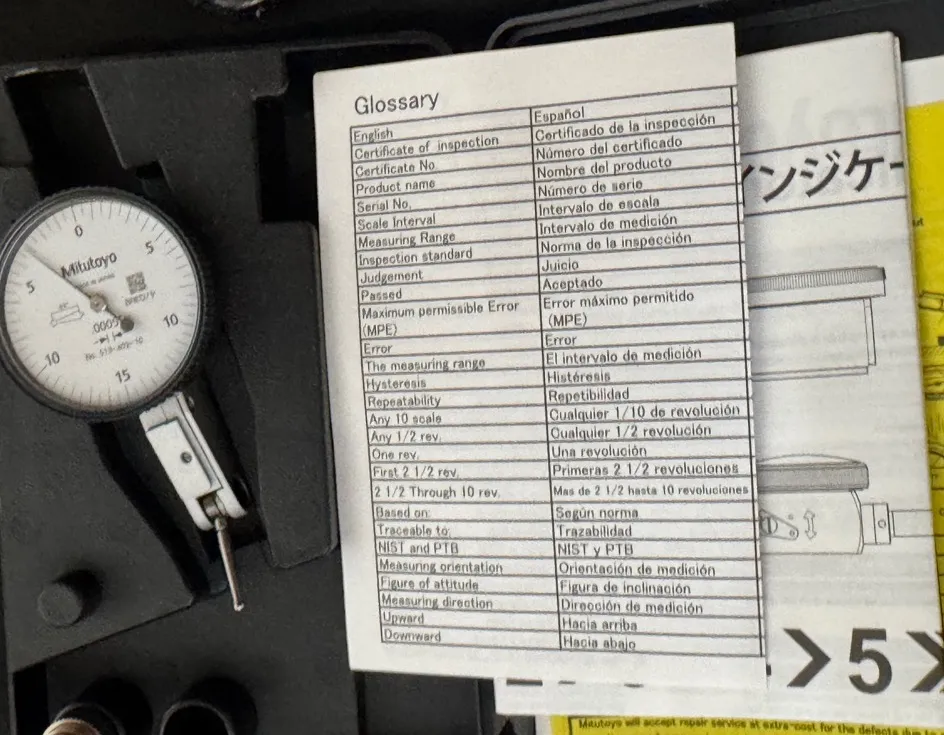 Glossary
English Español
Certificate of inspection Certificado de la inspección
Certificate No Número del certificado
Product name Nombre del producto
Serial No. Número de serie
Scale Interval Intervalo de escala
Measuring Range Intervalo de medición
Inspection standard Norma de la inspección
Judgement Juicio
Passed Aceptado
Maximum permissible Error Error máximo permitido
(MPE) (MPE)
Error Error
The measuring range El intervalo de medición
Hysteresis Histéresis
Repeatability Repetibilidad
Any 10 scale Cualquier 1/10 de revolución
Any 1/2 rev. Cualquier 1/2 revolución
One rev. Una revolución
First 2 1/2 rev. Primeras 2 1/2 revoluciones
2 1/2 Through 10 rev. Mas de 2 1/2 hasta 10 revoluciones
Based on: Según norma
Traceable to: Trazabilidad
NIST and PTB NIST y PTB
Measuring orientation Orientación de medición
Figure of attitude Figura de inclinación
Measuring direction Dirección de medición
Upward Hacia arriba
Downward Hacia abajo
0
5 5
Mitutoyo
.0005
10 10
15
ンジケー
5
Mitutoyo will accept repair service at extra-cost for the defects due to